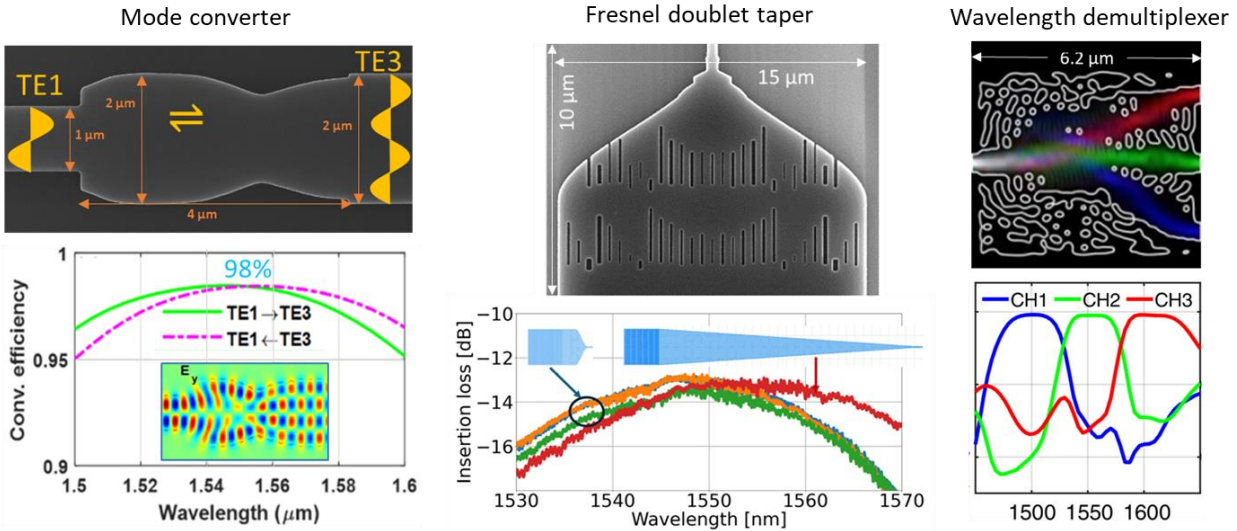 Mode converter
TE1
TE3
2 µm
⇌
1 µm
2 µm
4 µm
1
98%
TE1→TE3
TE1←TE3
0.95
E_y
0.9
Conv. efficiency
1.5
1.52
1.54
1.56
1.58
1.6
Wavelength (μm)
Fresnel doublet taper
15 µm
10 µm
−10
−12
−14
−16
Insertion loss [dB]
1530
1540
1550
1560
1570
Wavelength [nm]
Wavelength demultiplexer
6.2 µm
CH1 CH2 CH3
1500 1550 1600